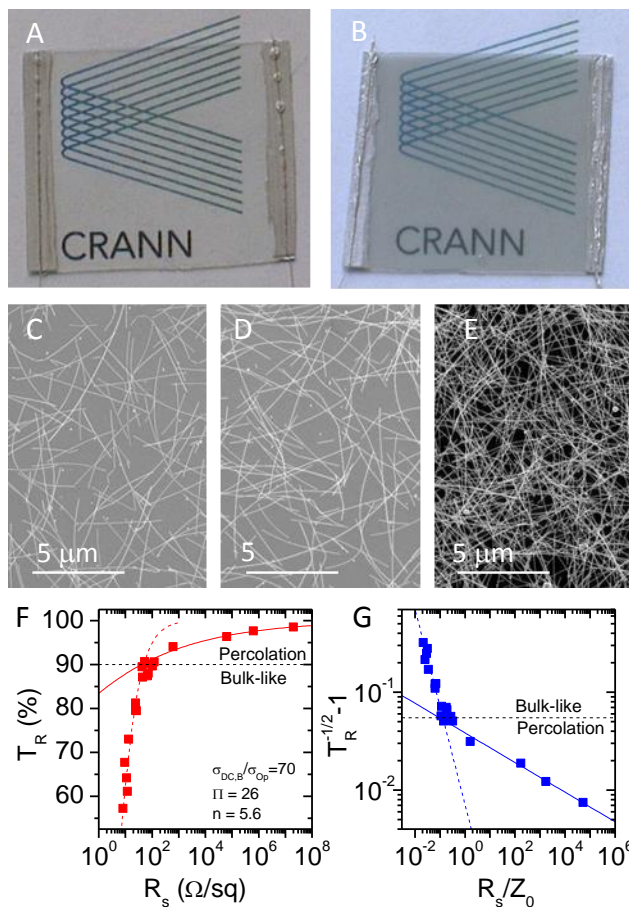 A
B
CRANN
CRANN
C
D
E
5 μm
5
5 μm
F
G
100
90
80
70
60
T_R (%)
Percolation
Bulk-like
σ_DC,B/σ_Op=70
Π = 26
n = 5.6
10^0 10^2 10^4 10^6 10^8
R_s (Ω/sq)
10^-1
10^-2
T_R^-1/2-1
Bulk-like
Percolation
10^-2 10^0 10^2 10^4 10^6
R_s/Z_0